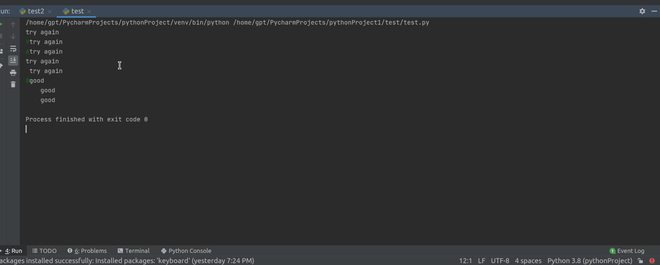 un: test2 × test ×
/home/gpt/PycharmProjects/pythonProject/venv/bin/python /home/gpt/PycharmProjects/pythonProject1/test/test.py
try again
try again
try again
try again
try again
good
good
good
Process finished with exit code 0
4: Run TODO 6: Problems Terminal Python Console Event Log
ackages installed successfully: Installed packages: 'keyboard' (yesterday 7:24 PM) 12:1 LF UTF-8 4 spaces Python 3.8 (pythonProject)